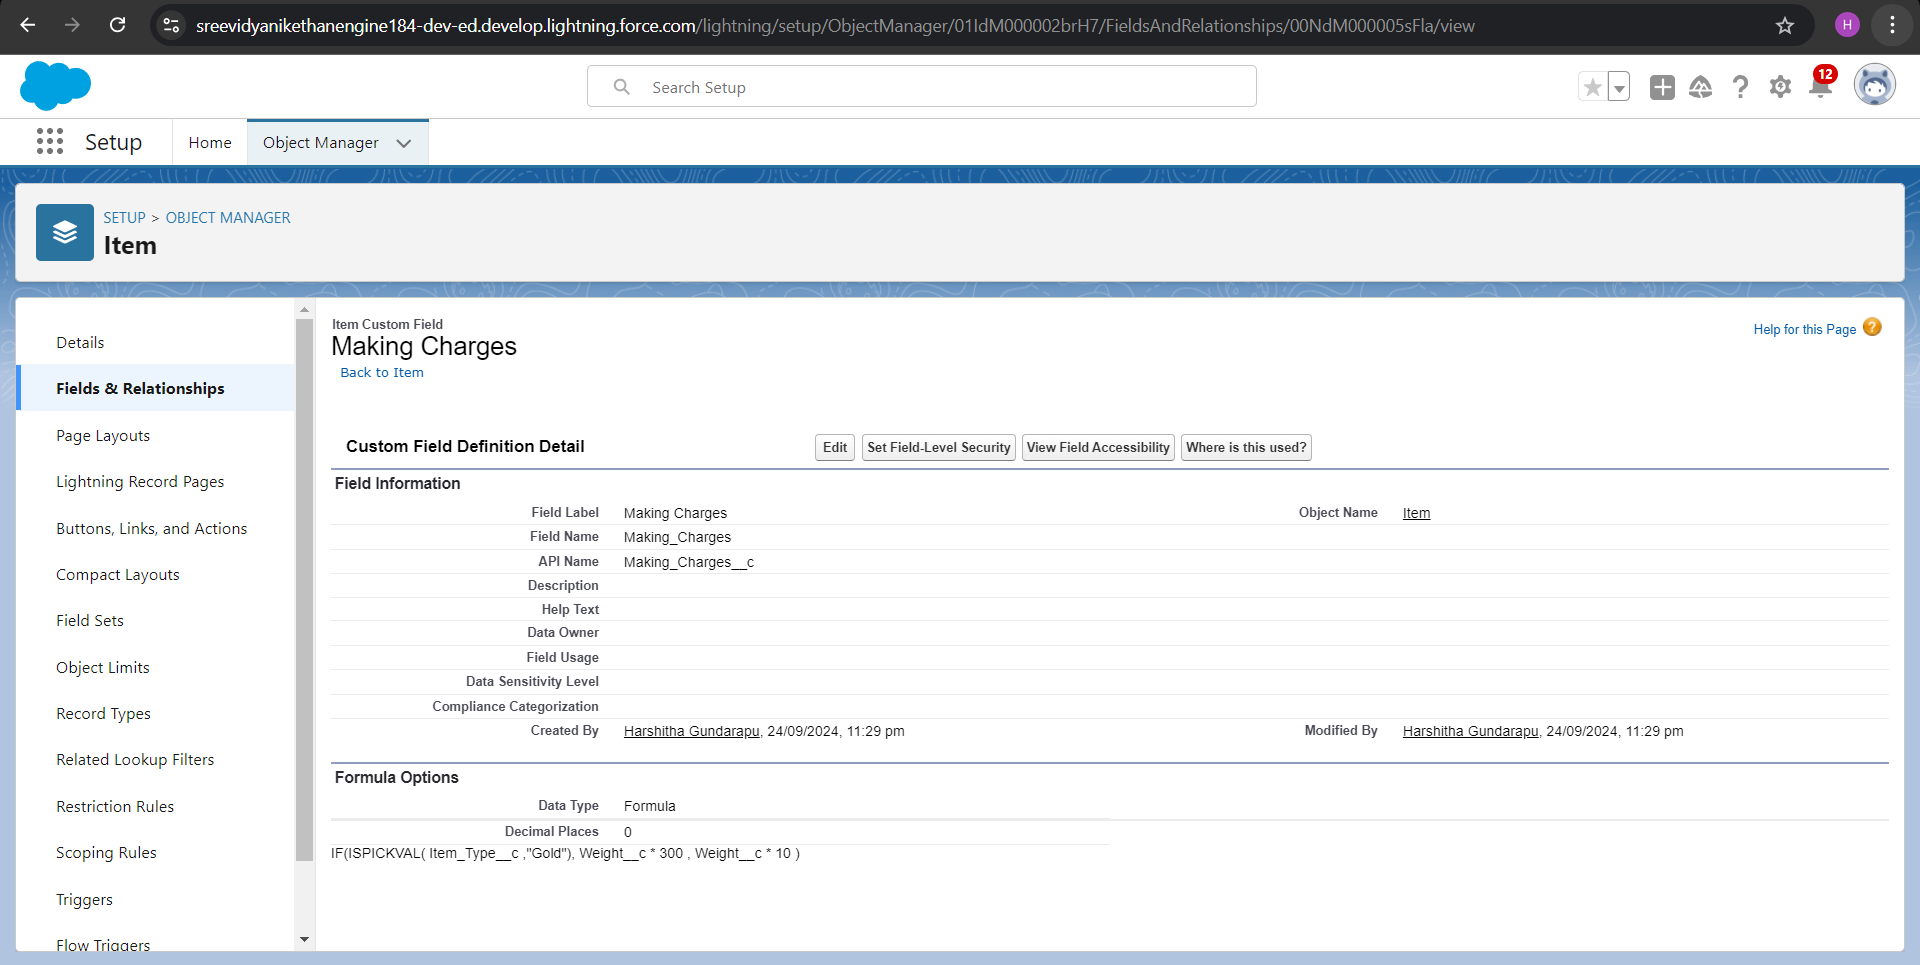 sreevidyanikethanengine184-dev-ed.develop.lightning.force.com/lightning/setup/ObjectManager/01IdM000002brH7/FieldsAndRelationships/00NdM000005sFla/view
H
Search Setup
12
Setup
Home
Object Manager
SETUP > OBJECT MANAGER
Item
Details
Fields & Relationships
Page Layouts
Lightning Record Pages
Buttons, Links, and Actions
Compact Layouts
Field Sets
Object Limits
Record Types
Related Lookup Filters
Restriction Rules
Scoping Rules
Triggers
Flow Triggers
Item Custom Field
Making Charges
Back to Item
Help for this Page ?
Custom Field Definition Detail
Edit
Set Field-Level Security
View Field Accessibility
Where is this used?
Field Information
Field Label Making Charges Object Name Item
Field Name Making_Charges
API Name Making_Charges__c
Description
Help Text
Data Owner
Field Usage
Data Sensitivity Level
Compliance Categorization
Created By Harshitha Gundarapu, 24/09/2024, 11:29 pm Modified By Harshitha Gundarapu, 24/09/2024, 11:29 pm
Formula Options
Data Type Formula
Decimal Places 0
IF(ISPICKVAL( Item_Type__c ,"Gold"), Weight__c * 300 , Weight__c * 10 )